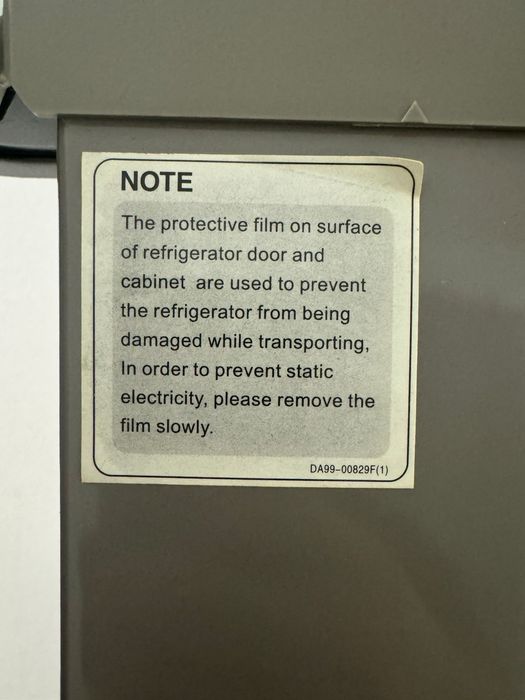 NOTE
The protective film on surface
of refrigerator door and
cabinet are used to prevent
the refrigerator from being
damaged while transporting,
In order to prevent static
electricity, please remove the
film slowly.
DA99-00829F(1)